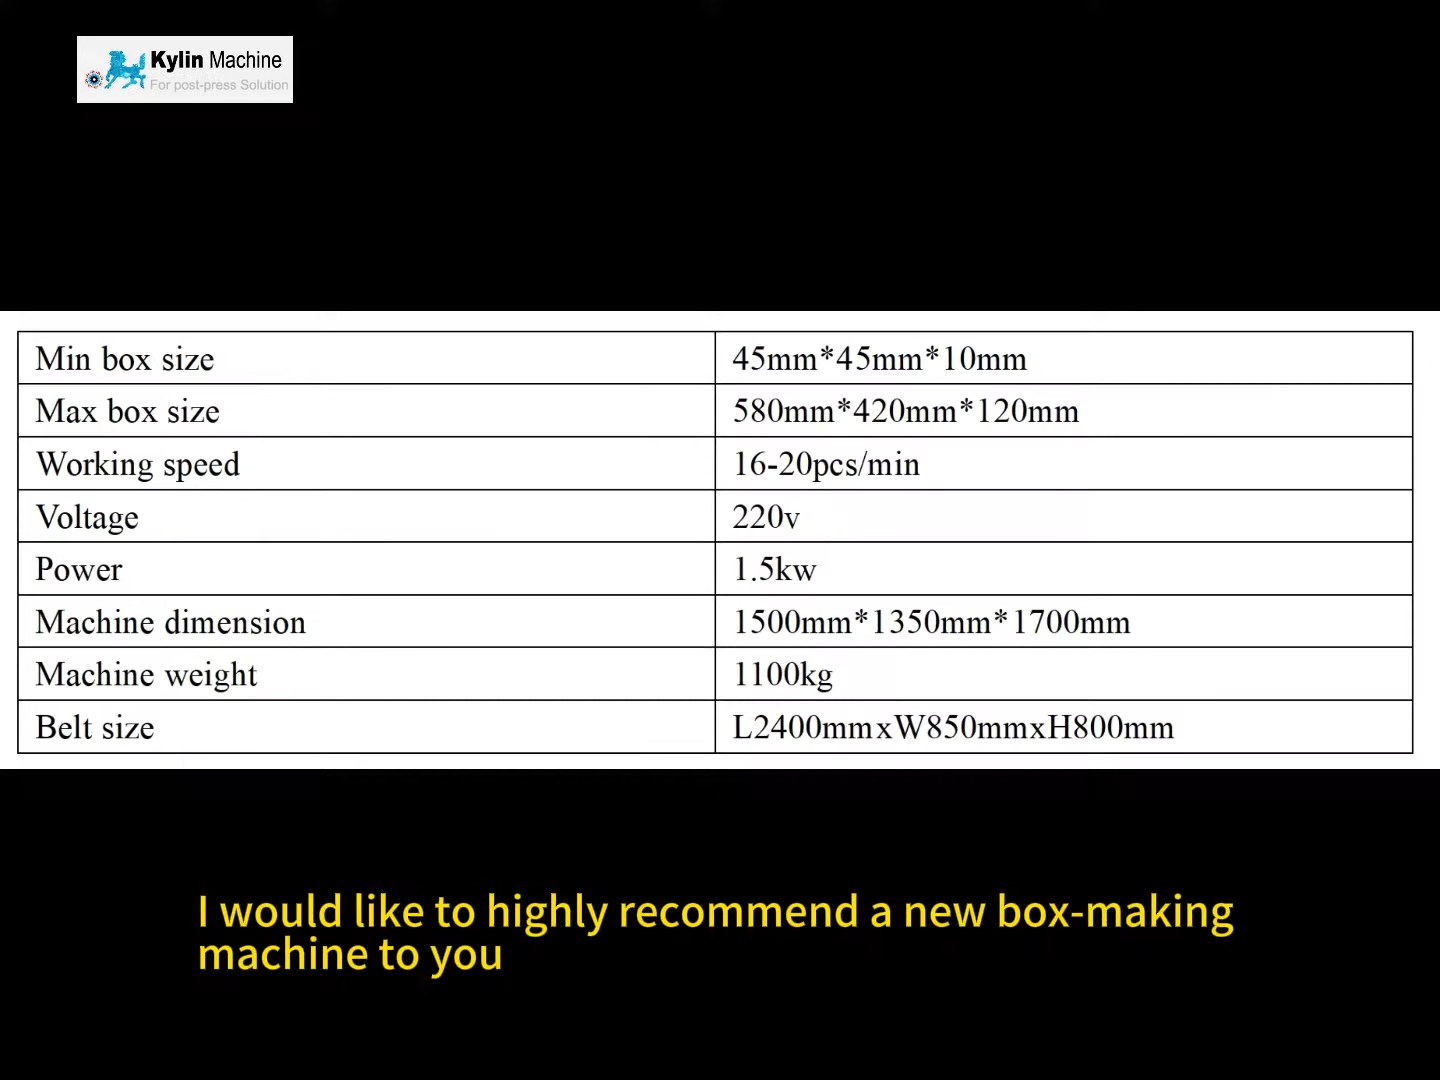 Kylin Machine
For post-press Solution
Min box size 45mm*45mm*10mm
Max box size 580mm*420mm*120mm
Working speed 16-20pcs/min
Voltage 220v
Power 1.5kw
Machine dimension 1500mm*1350mm*1700mm
Machine weight 1100kg
Belt size L2400mmxW850mmxH800mm
I would like to highly recommend a new box-making
machine to you